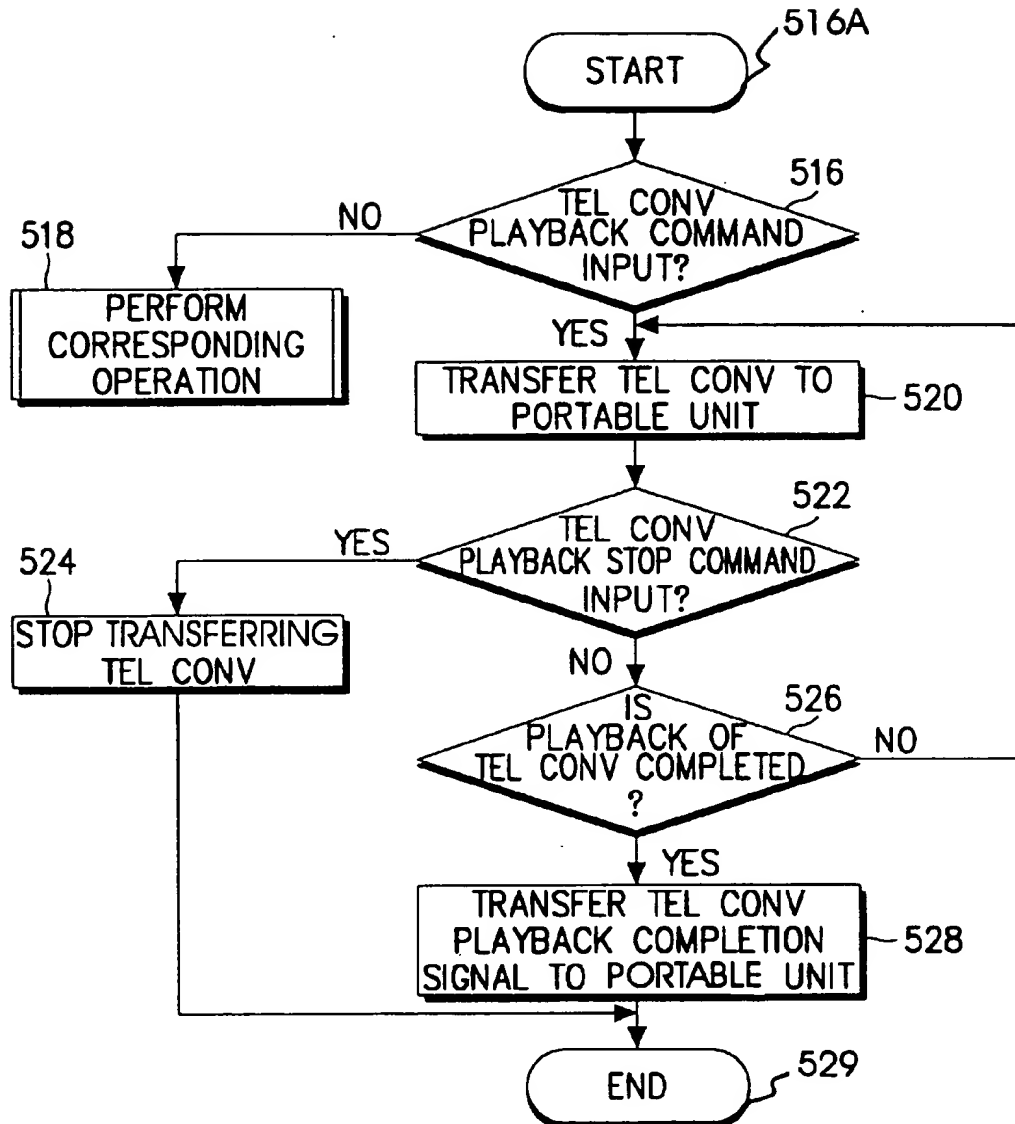 516A
START
516
TEL CONV
PLAYBACK COMMAND
INPUT?
NO
518
PERFORM
CORRESPONDING
OPERATION
YES
TRANSFER TEL CONV TO
PORTABLE UNIT
520
522
TEL CONV
PLAYBACK STOP COMMAND
INPUT?
YES
524
STOP TRANSFERRING
TEL CONV
NO
526
IS
PLAYBACK OF
TEL CONV COMPLETED
?
NO
YES
TRANSFER TEL CONV
PLAYBACK COMPLETION
SIGNAL TO PORTABLE UNIT
528
END
529